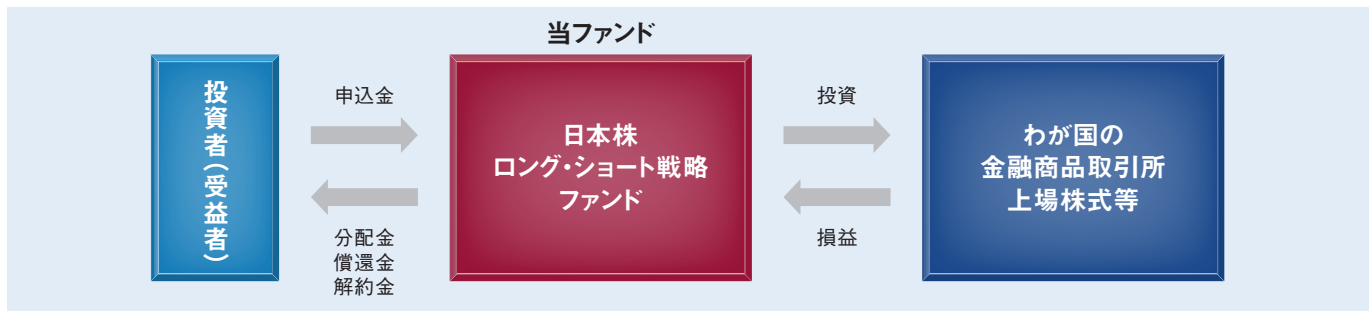 当ファンド
投資者（受益者）
申込金
分配金
償還金
解約金
日本株
ロング・ショート戦略
ファンド
投資
損益
わが国の
金融商品取引所
上場株式等